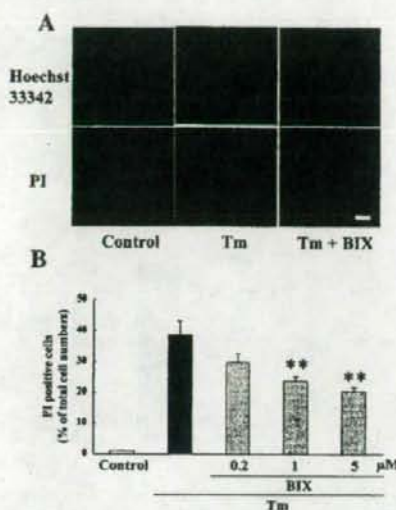 A
Hoechst
33342
PI
Control Tm Tm + BIX
B
PI positive cells
(% of total cell numbers)
50
40
30
20
10
0
** **
Control 0.2 1 5 μM
BIX
Tm